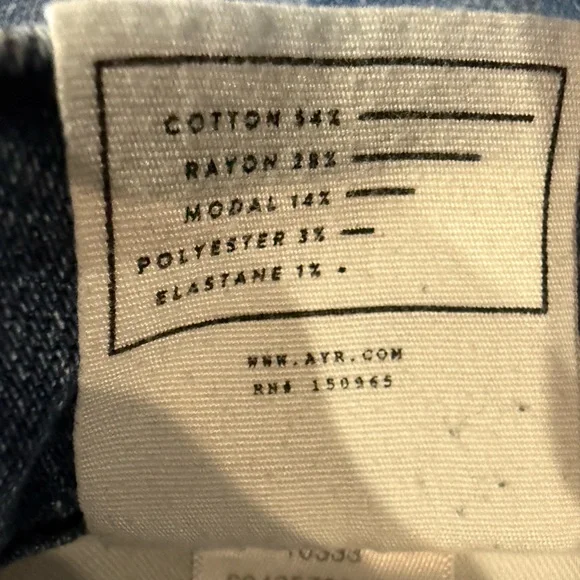 COTTON 54%
RAYON 28%
MODAL 14%
POLYESTER 3%
ELASTANE 1%
WWW.AYR.COM
RN# 150965